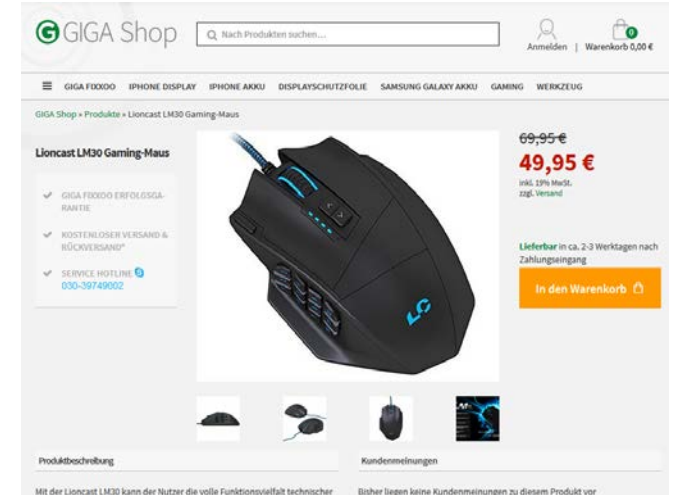 GIGA Shop
Nach Produkten suchen...
Anmelden | Warenkorb 0,00 €
0
GIGA FIXXOO IPHONE DISPLAY IPHONE AKKU DISPLAYSCHUTZFOLIE SAMSUNG GALAXY AKKU GAMING WERKZEUG
GIGA Shop » Produkte » Lioncast LM30 Gaming-Maus
Lioncast LM30 Gaming-Maus
GIGA FIXXOO ERFOLGSGA-
RANTIE
KOSTENLOSER VERSAND &
RÜCKVERSAND*
SERVICE HOTLINE
030-39749002
LC
69,95 €
49,95 €
inkl. 19% MwSt.
zzgl. Versand
Lieferbar in ca. 2-3 Werktagen nach
Zahlungseingang
In den Warenkorb
Produktbeschreibung
Kundenmeinungen
Mit der Lioncast LM30 kann der Nutzer die volle Funktionsvielfalt technischer
Bisher liegen keine Kundenmeinungen zu diesem Produkt vor